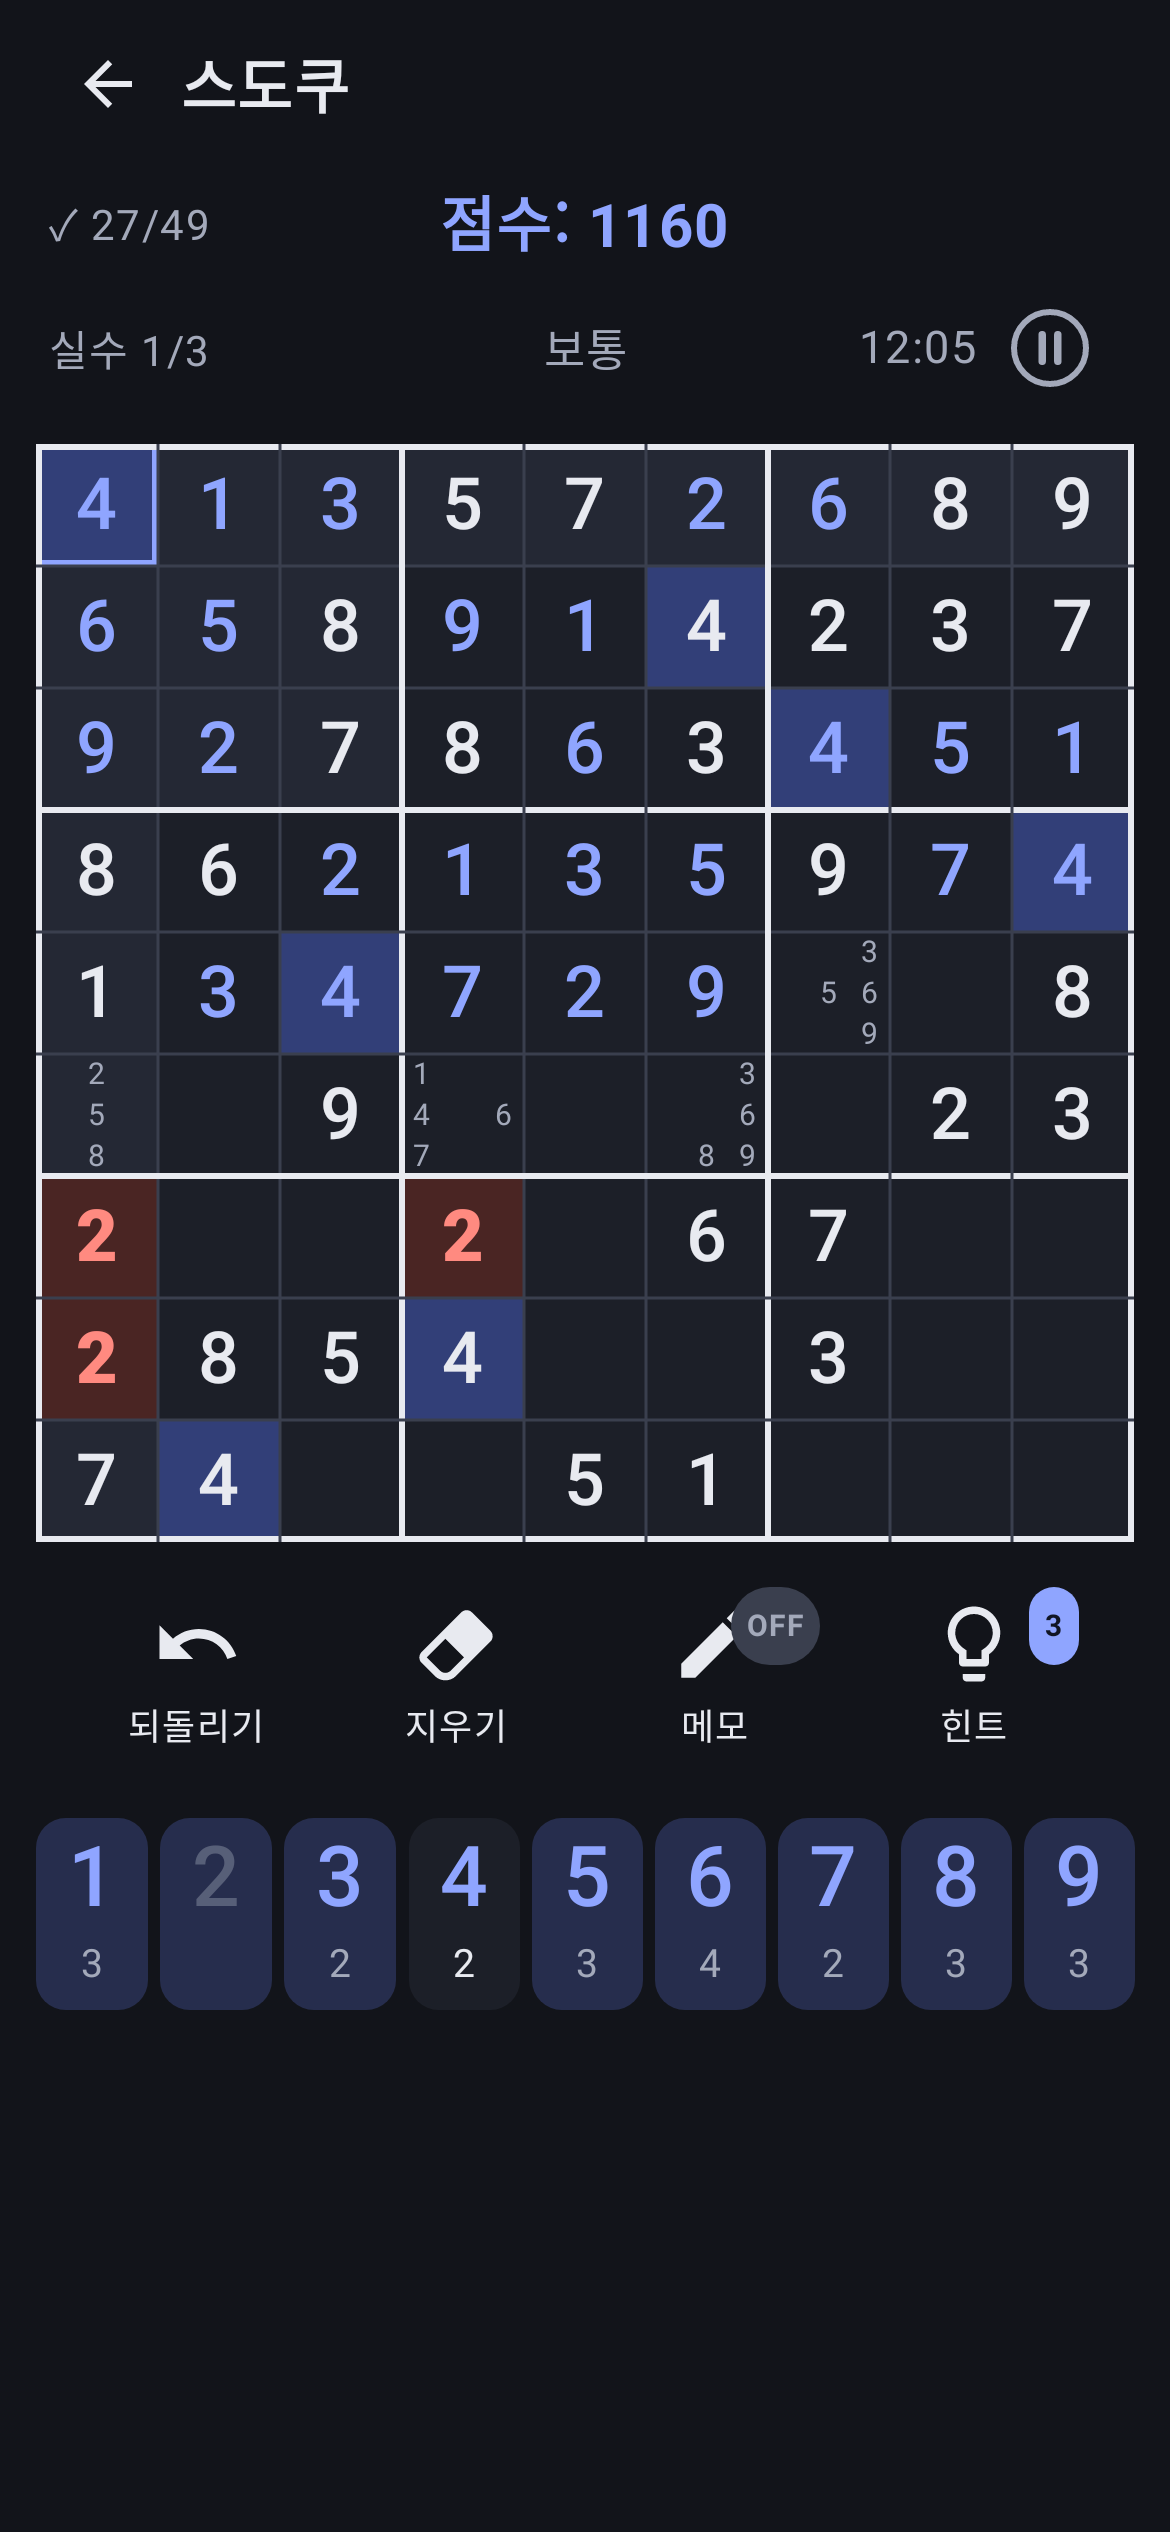 스도쿠
✓ 27/49 점수: 1160
실수 1/3 보통 12:05
4 1 3 5 7 2 6 8 9
6 5 8 9 1 4 2 3 7
9 2 7 8 6 3 4 5 1
8 6 2 1 3 5 9 7 4
3
1 3 4 7 2 9 5 6 8
9
2 1 3
5 9 4 6 6 2 3
8 7 8 9
2 2 6 7
2 8 5 4 3
7 4 5 1
OFF 3
되돌리기 지우기 메모 힌트
1 2 3 4 5 6 7 8 9
3 2 2 3 4 2 3 3